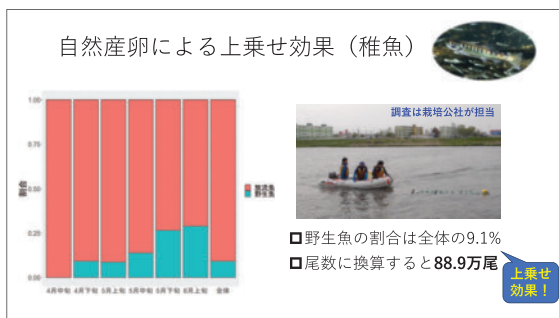 自然産卵による上乗せ効果（稚魚）
1.00
0.75
0.50
0.25
0.00
割合
4月中旬
4月下旬
5月上旬
5月中旬
5月下旬
6月上旬
全体
放流魚
野生魚
調査は栽培公社が担当
野生魚の割合は全体の9.1%
尾数に換算すると88.9万尾
上乗せ
効果！